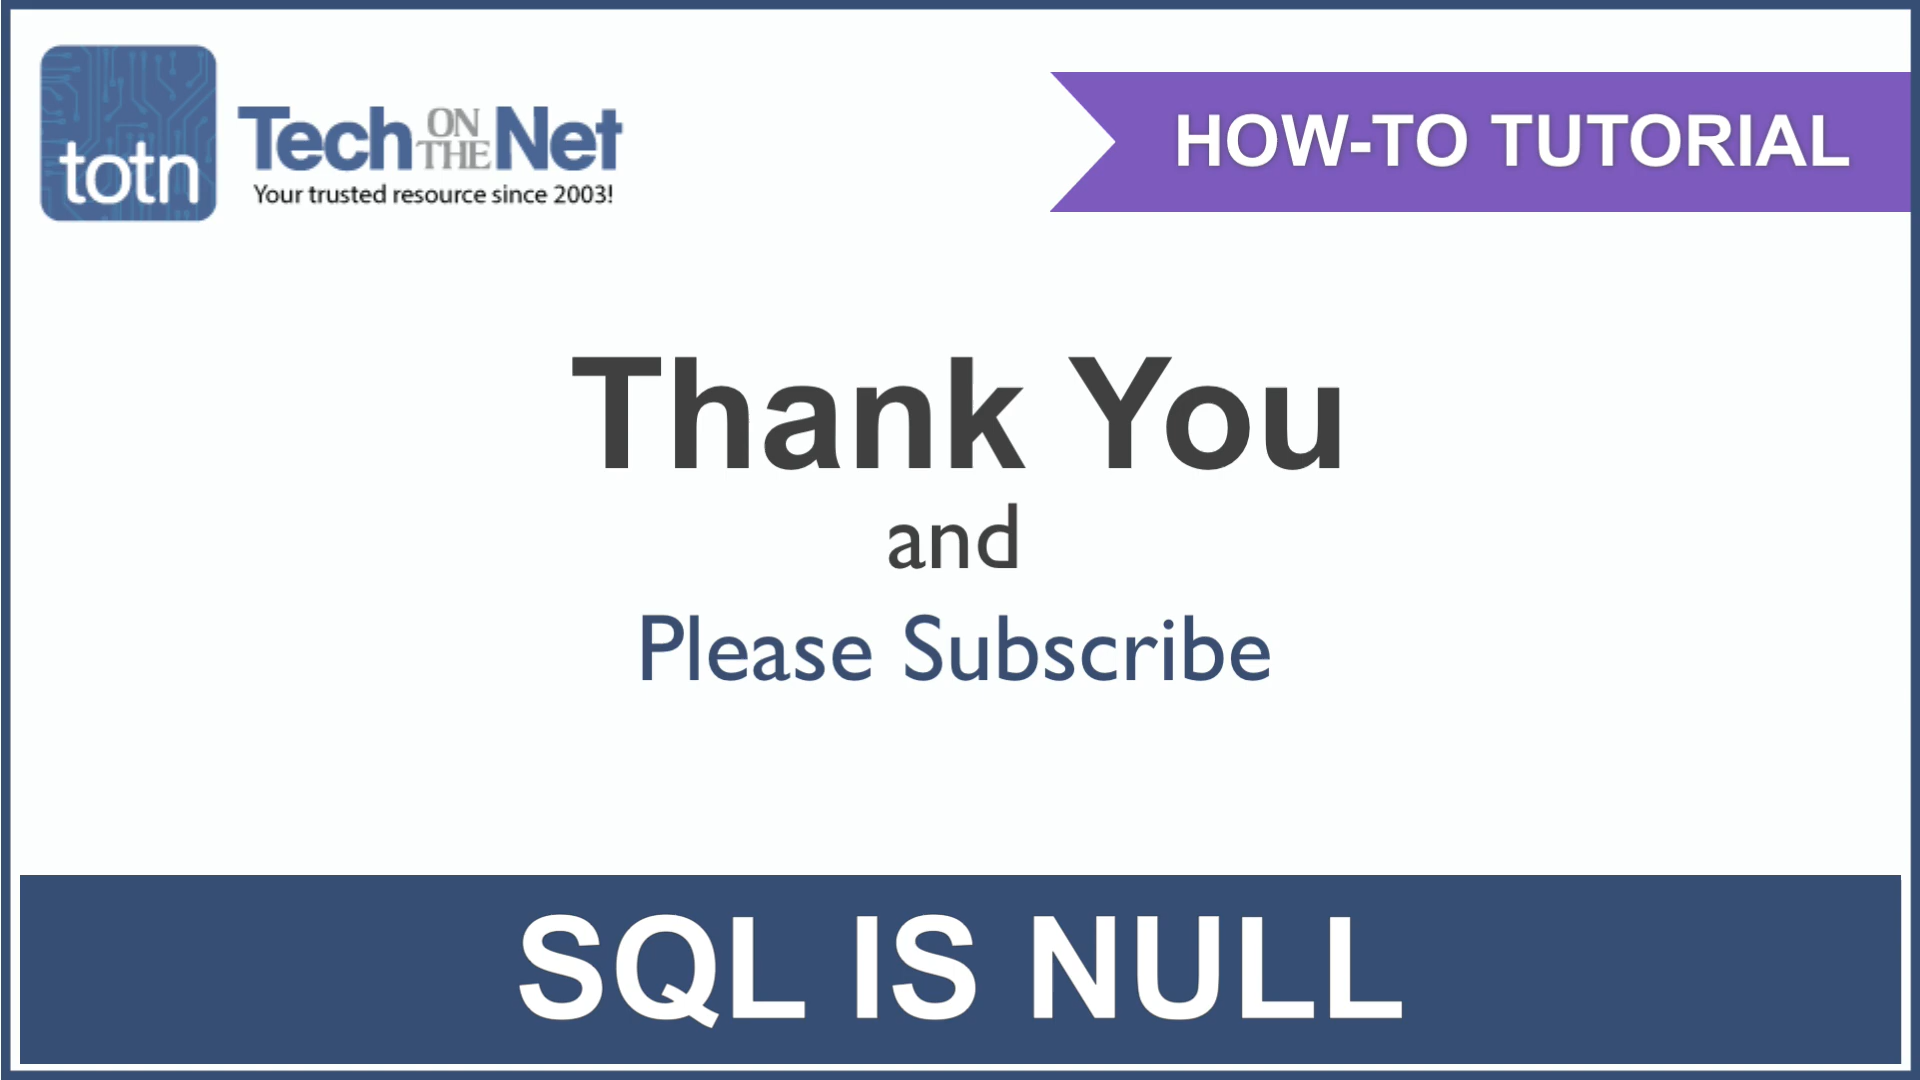 totn
Tech ON THE Net
Your trusted resource since 2003!
HOW-TO TUTORIAL
Thank You
and
Please Subscribe
SQL IS NULL